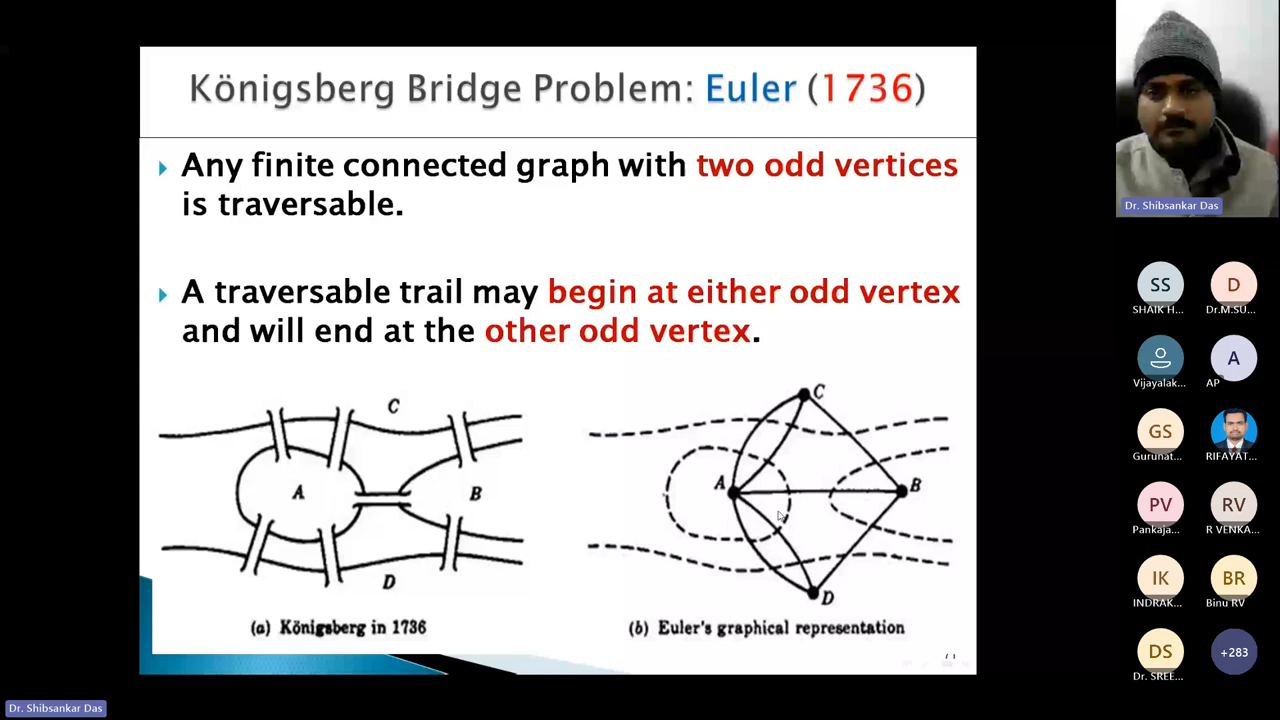 Königsberg Bridge Problem: Euler (1736)
Any finite connected graph with two odd vertices
is traversable.
A traversable trail may begin at either odd vertex
and will end at the other odd vertex.
C
A
B
D
(a) Königsberg in 1736
C
A
B
D
(b) Euler's graphical representation
Dr. Shibsankar Das
SS
SHAIK H...
D
Dr.M.SU...
Vijayalak...
A
AP
GS
Gurunat...
RIFAYAT...
PV
Pankaja...
RV
R VENKA...
IK
INDRAK...
BR
Binu RV
DS
Dr. SREE...
+283
Dr. Shibsankar Das